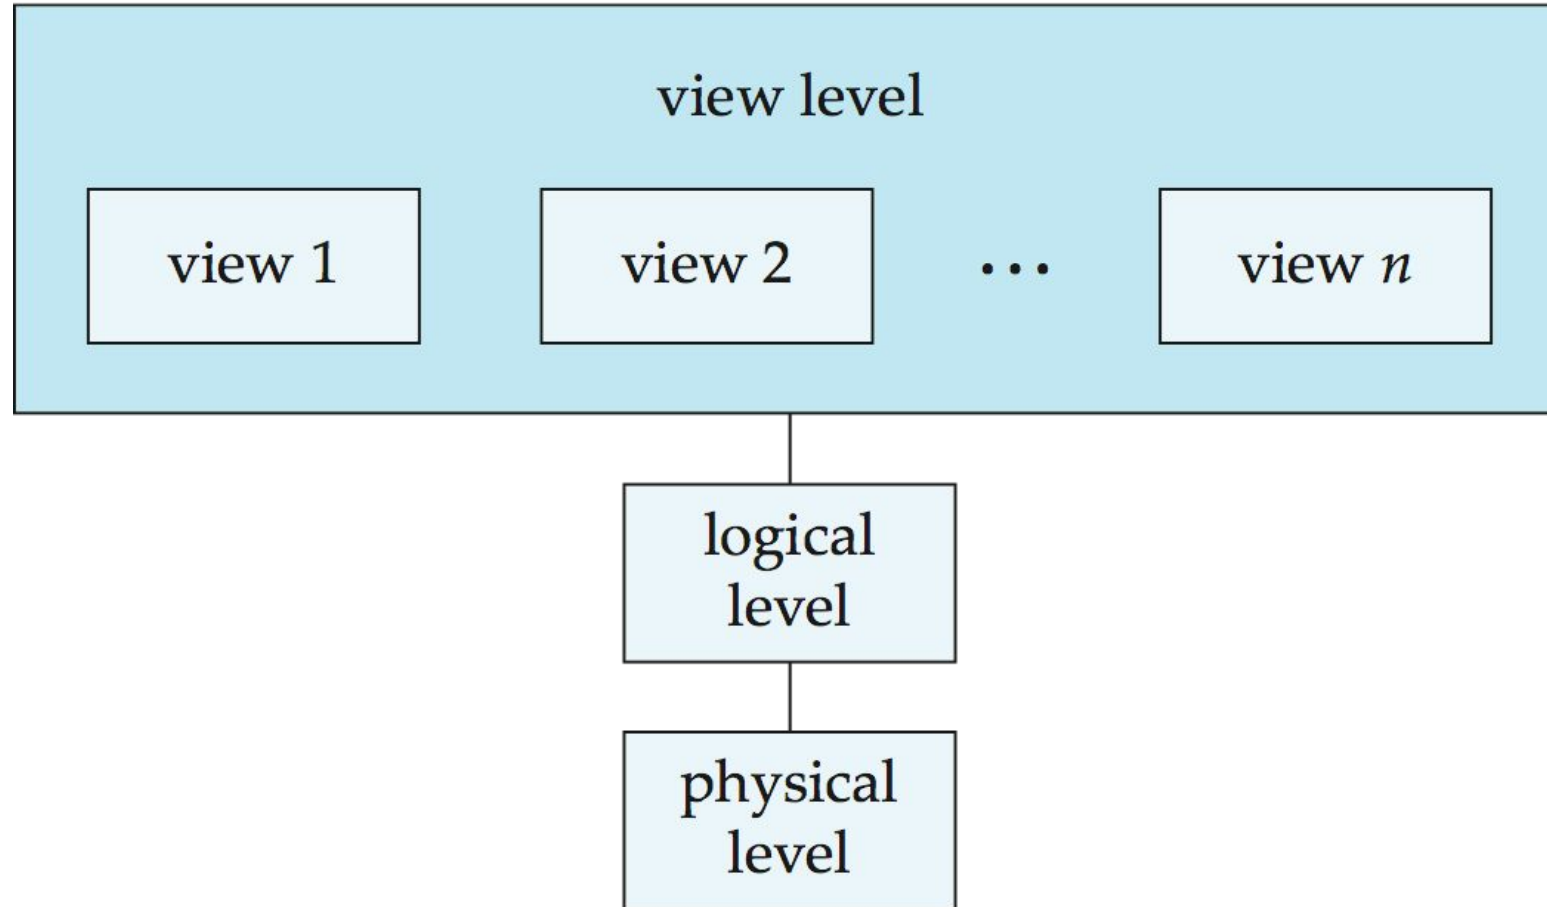 view level
view 1
view 2
...
view n
logical
level
physical
level